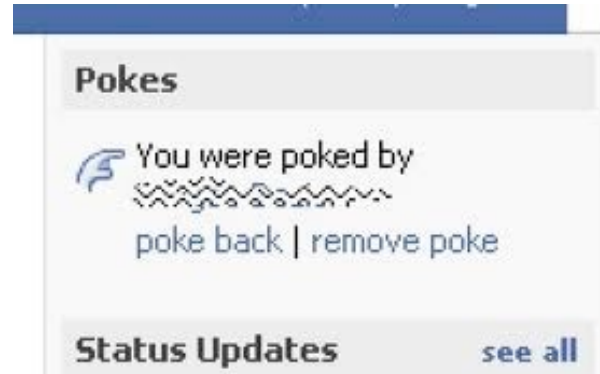 Pokes
You were poked by
poke back | remove poke
Status Updates see all